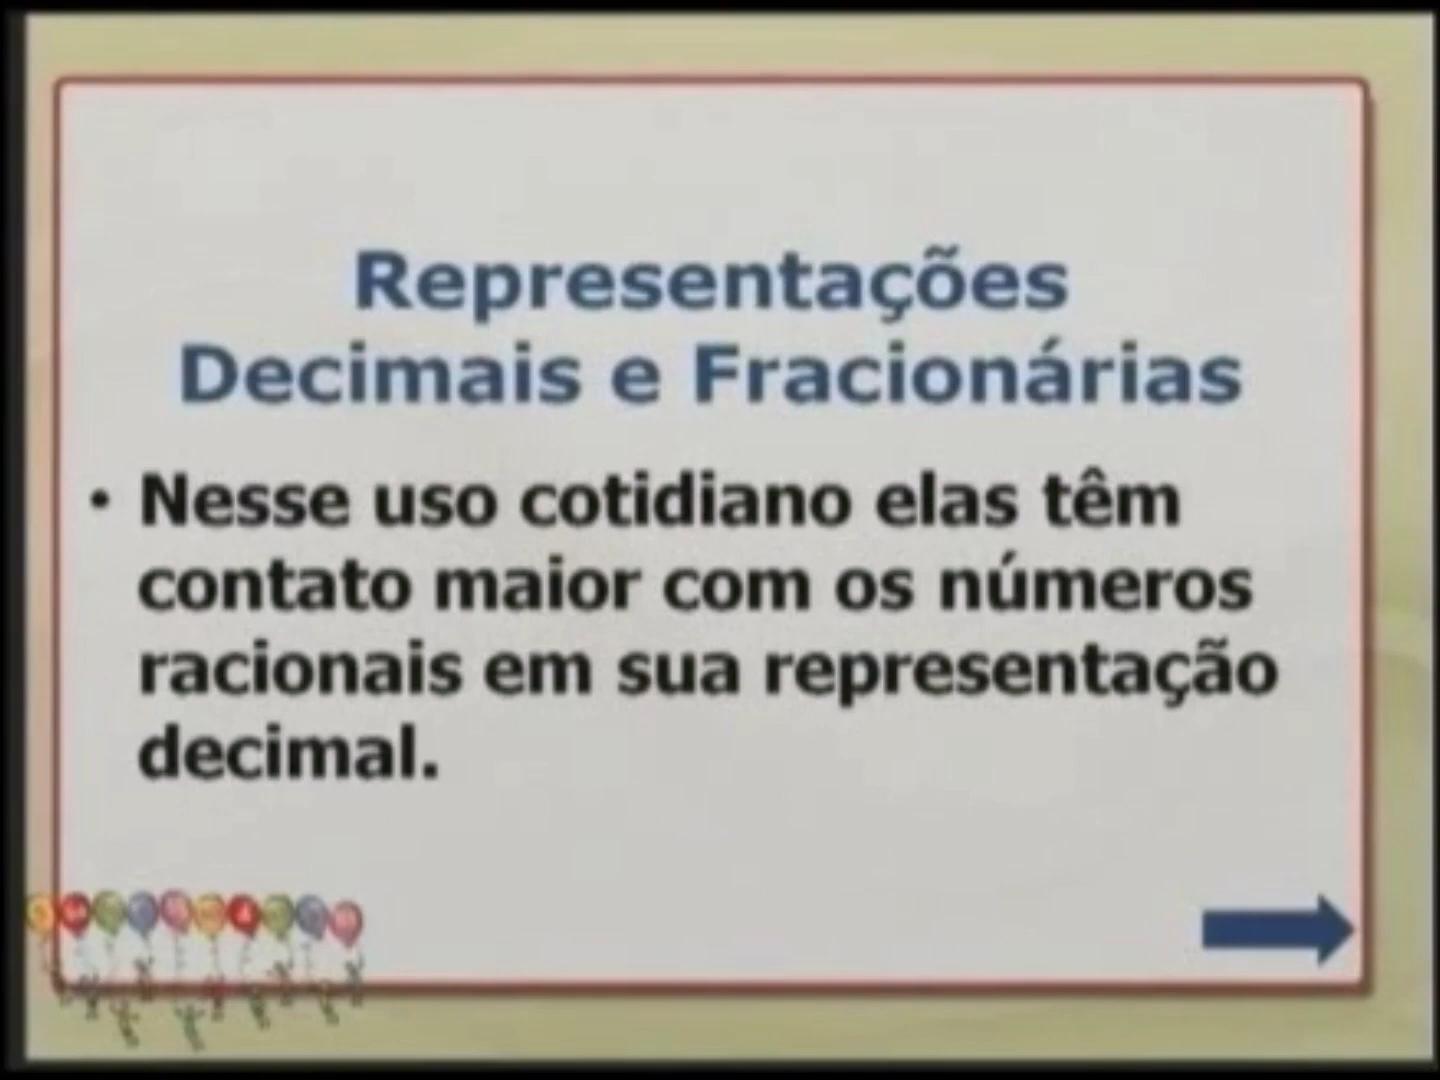 Representações
Decimais e Fracionárias
• Nesse uso cotidiano elas têm
contato maior com os números
racionais em sua representação
decimal.